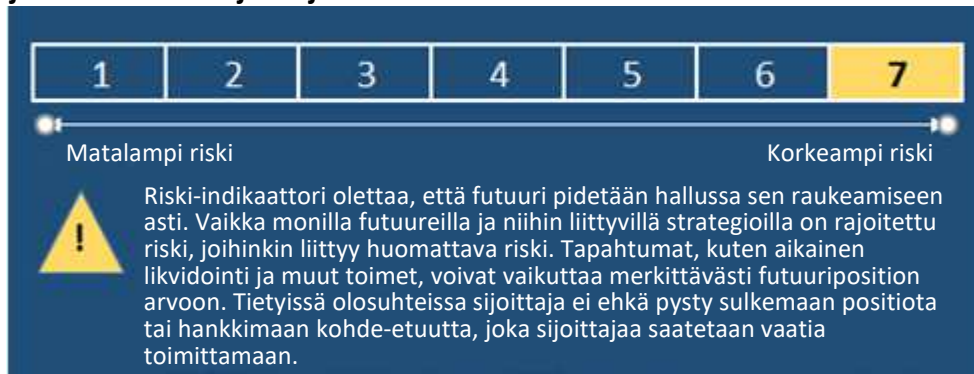 1 2 3 4 5 6 7
Matalampi riski Korkeampi riski
! Riski-indikaattori olettaa, että futuuri pidetään hallussa sen raukeamiseen
asti. Vaikka monilla futuureilla ja niihin liittyvillä strategioilla on rajoitettu
riski, joihinkin liittyy huomattava riski. Tapahtumat, kuten aikainen
likvidointi ja muut toimet, voivat vaikuttaa merkittävästi futuuriposition
arvoon. Tietyissä olosuhteissa sijoittaja ei ehkä pysty sulkemaan positiota
tai hankkimaan kohde-etuutta, joka sijoittajaa saatetaan vaatia
toimittamaan.